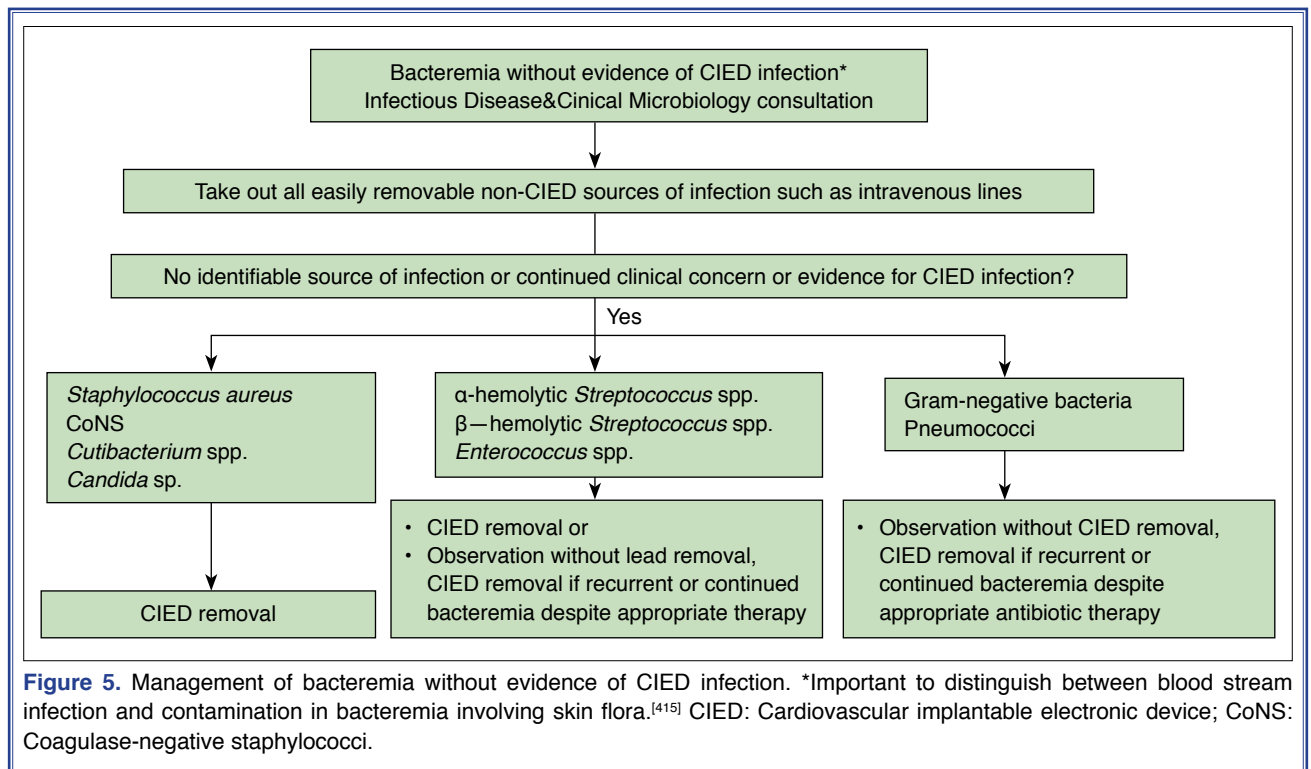 Bacteremia without evidence of CIED infection*
Infectious Disease&Cinical Microbiology consultation
Take out all easily removable non-CIED sources of infection such as intravenous lines
No identifiable source of infection or continued clinical concern or evidence for CIED infection?
Yes
Staphylococcus aureus
CoNS
Cutibacterium spp.
Candida sp.
α-hemolytic Streptococcus spp.
β—hemolytic Streptococcus spp.
Enterococcus spp.
Gram-negative bacteria
Pneumococci
CIED removal
• CIED removal or
• Observation without lead removal,
CIED removal if recurrent or continued
bacteremia despite appropriate therapy
• Observation without CIED removal,
CIED removal if recurrent or
continued bacteremia despite
appropriate antibiotic therapy
Figure 5. Management of bacteremia without evidence of CIED infection. *Important to distinguish between blood stream
infection and contamination in bacteremia involving skin flora.[415] CIED: Cardiovascular implantable electronic device; CoNS:
Coagulase-negative staphylococci.